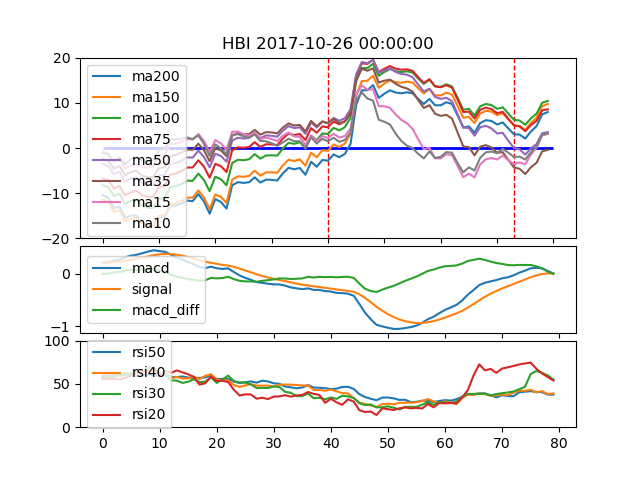 HBI 2017-10-26 00:00:00
20
10
0
−10
−20
ma200
ma150
ma100
ma75
ma50
ma35
ma15
ma10
0
−1
macd
signal
macd_diff
100
50
0
rsi50
rsi40
rsi30
rsi20
0 10 20 30 40 50 60 70 80